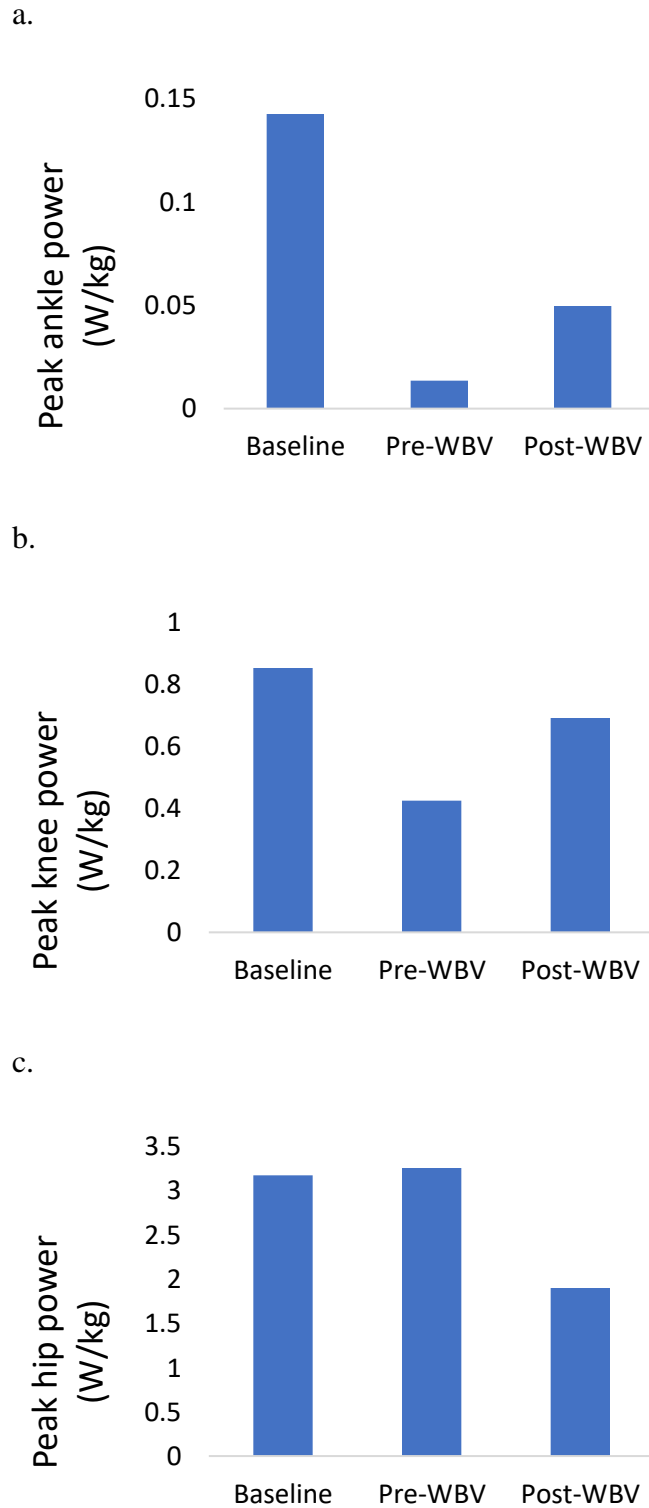 a.
0.15
0.1
0.05
0
Peak ankle power
(W/kg)
Baseline Pre-WBV Post-WBV
b.
1
0.8
0.6
0.4
0.2
0
Peak knee power
(W/kg)
Baseline Pre-WBV Post-WBV
c.
3.5
3
2.5
2
1.5
1
0.5
0
Peak hip power
(W/kg)
Baseline Pre-WBV Post-WBV